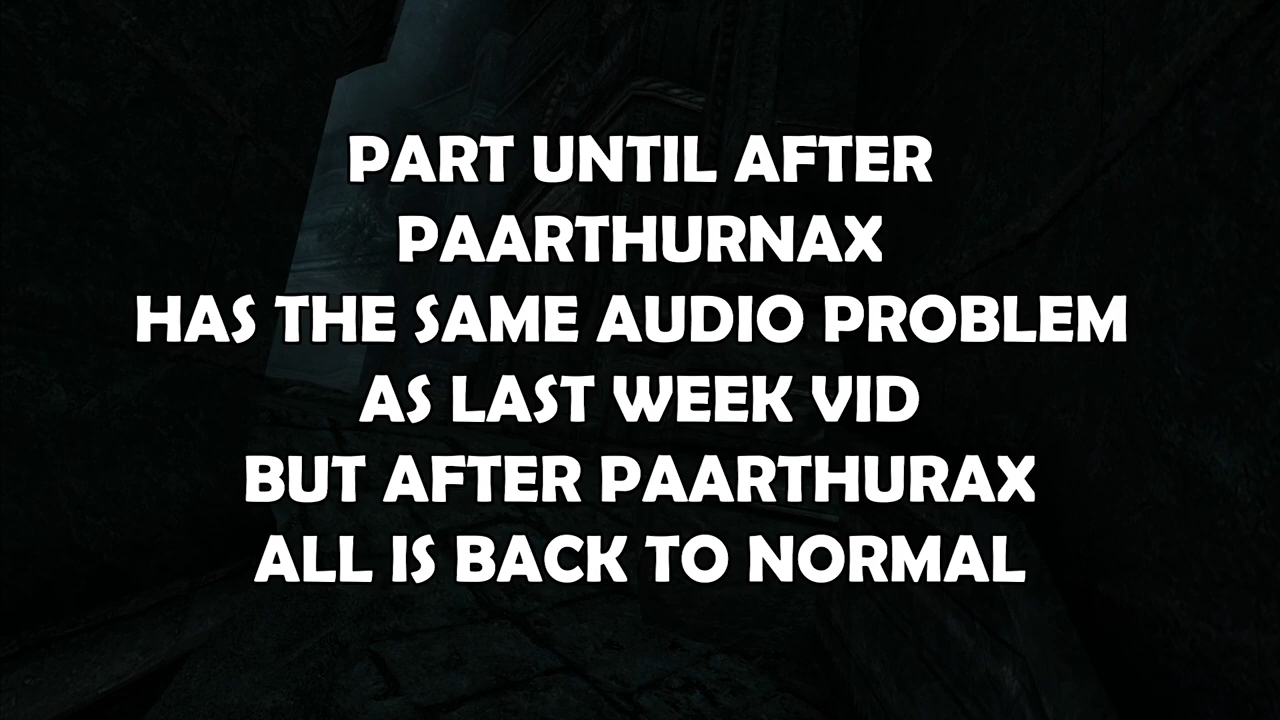 PART UNTIL AFTER
PAARTHURNAX
HAS THE SAME AUDIO PROBLEM
AS LAST WEEK VID
BUT AFTER PAARTHURAX
ALL IS BACK TO NORMAL